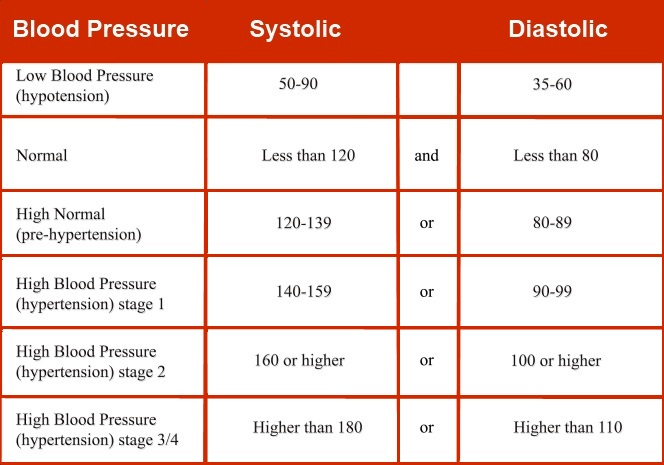 Blood Pressure Systolic Diastolic
Low Blood Pressure
(hypotension) 50-90 35-60
Normal Less than 120 and Less than 80
High Normal
(pre-hypertension) 120-139 or 80-89
High Blood Pressure
(hypertension) stage 1 140-159 or 90-99
High Blood Pressure
(hypertension) stage 2 160 or higher or 100 or higher
High Blood Pressure
(hypertension) stage 3/4 Higher than 180 or Higher than 110